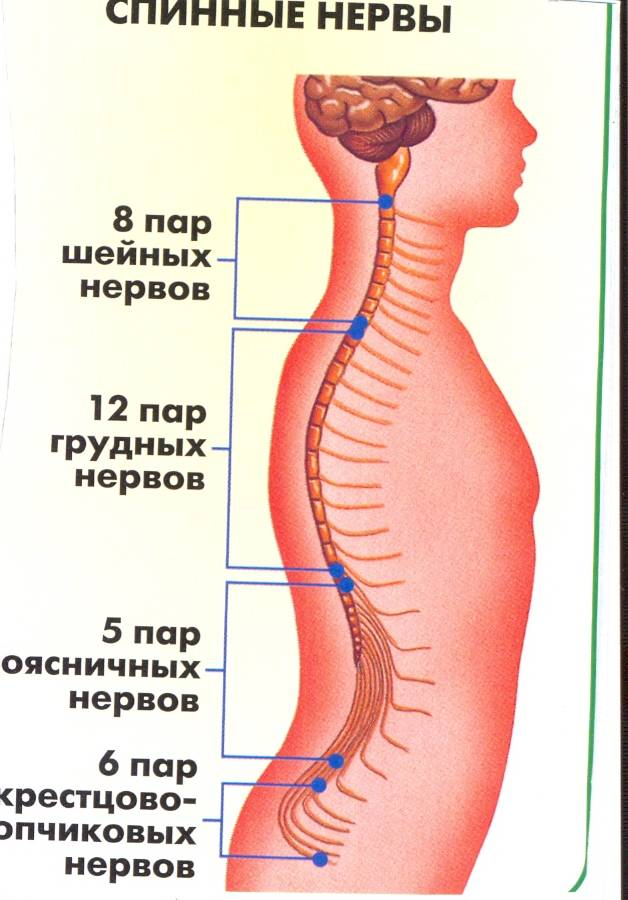 СПИННЫЕ НЕРВЫ
8 пар
шейных
нервов
12 пар
грудных
нервов
5 пар
оясничных
нервов
6 пар
крестцово-
опчиковых
нервов